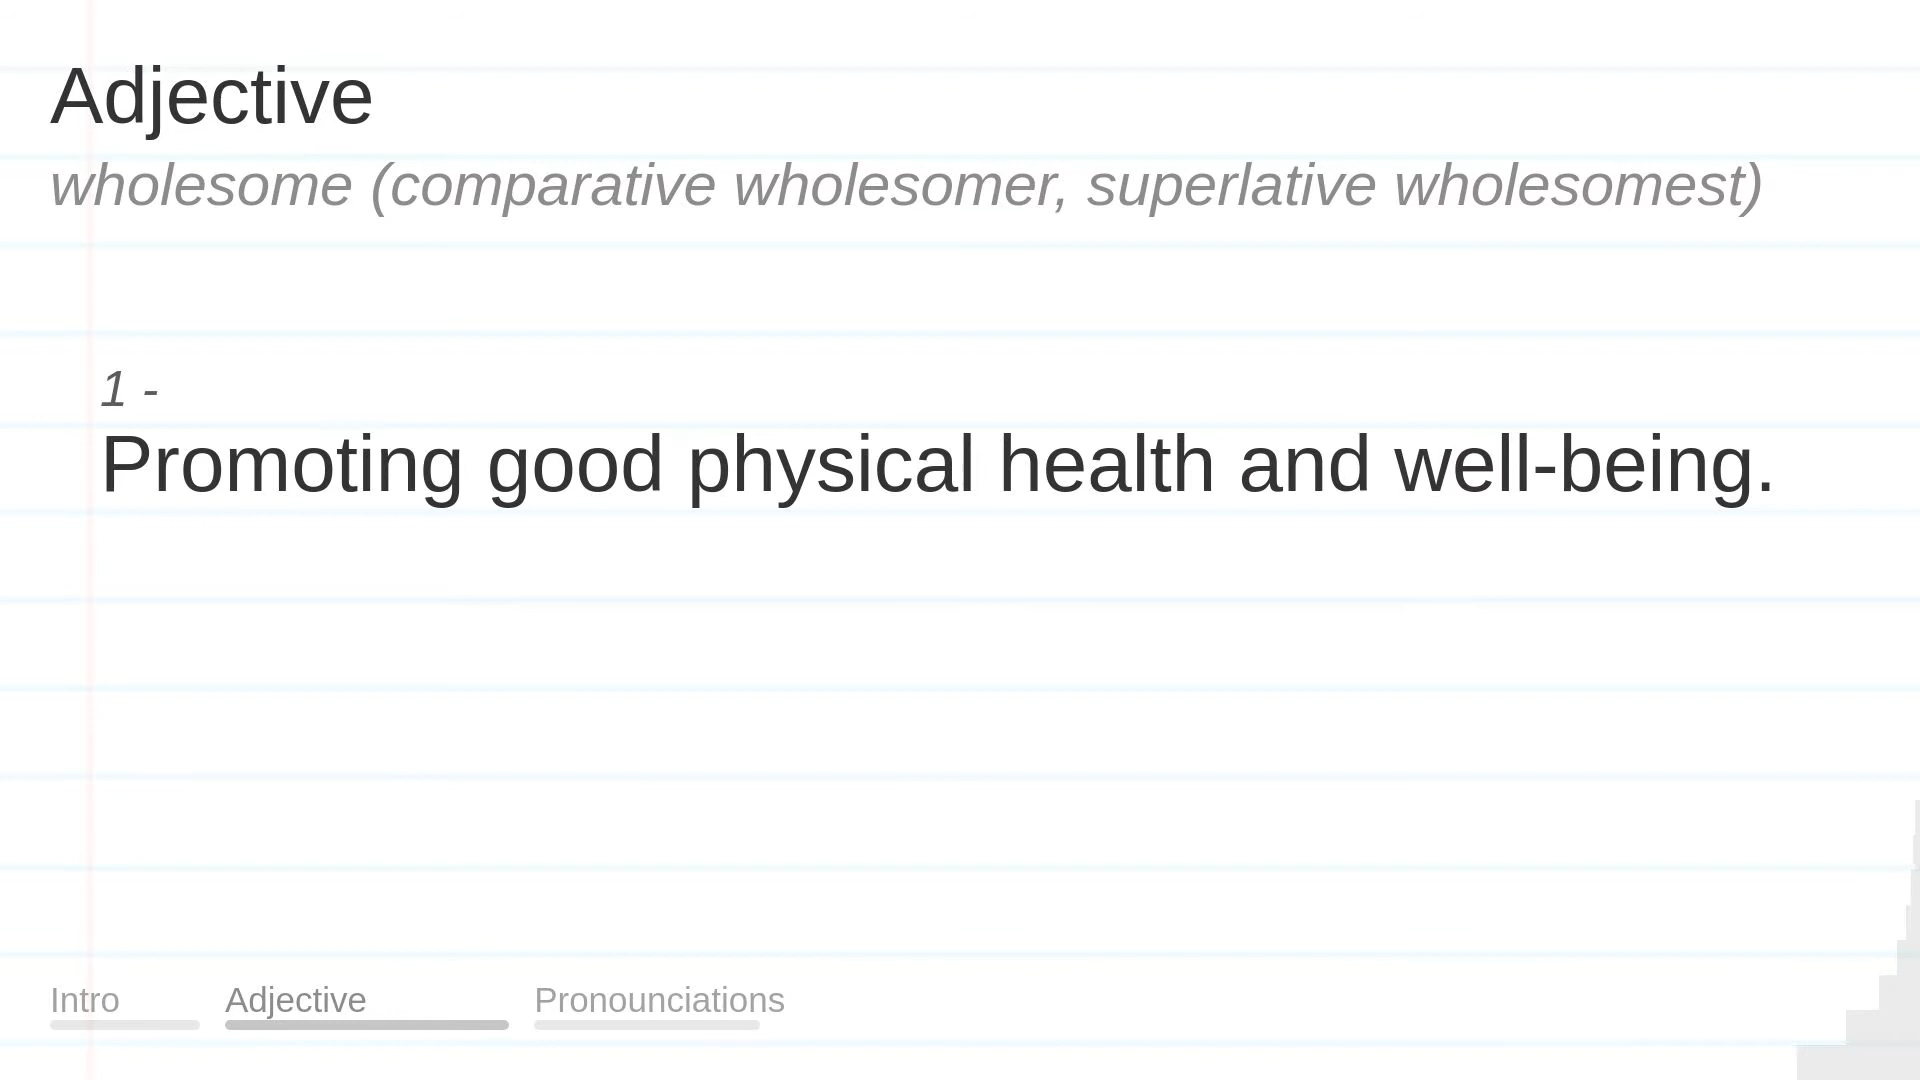 Adjective
wholesome (comparative wholesomer, superlative wholesomest)
1 -
Promoting good physical health and well-being.
Intro Adjective Pronounciations